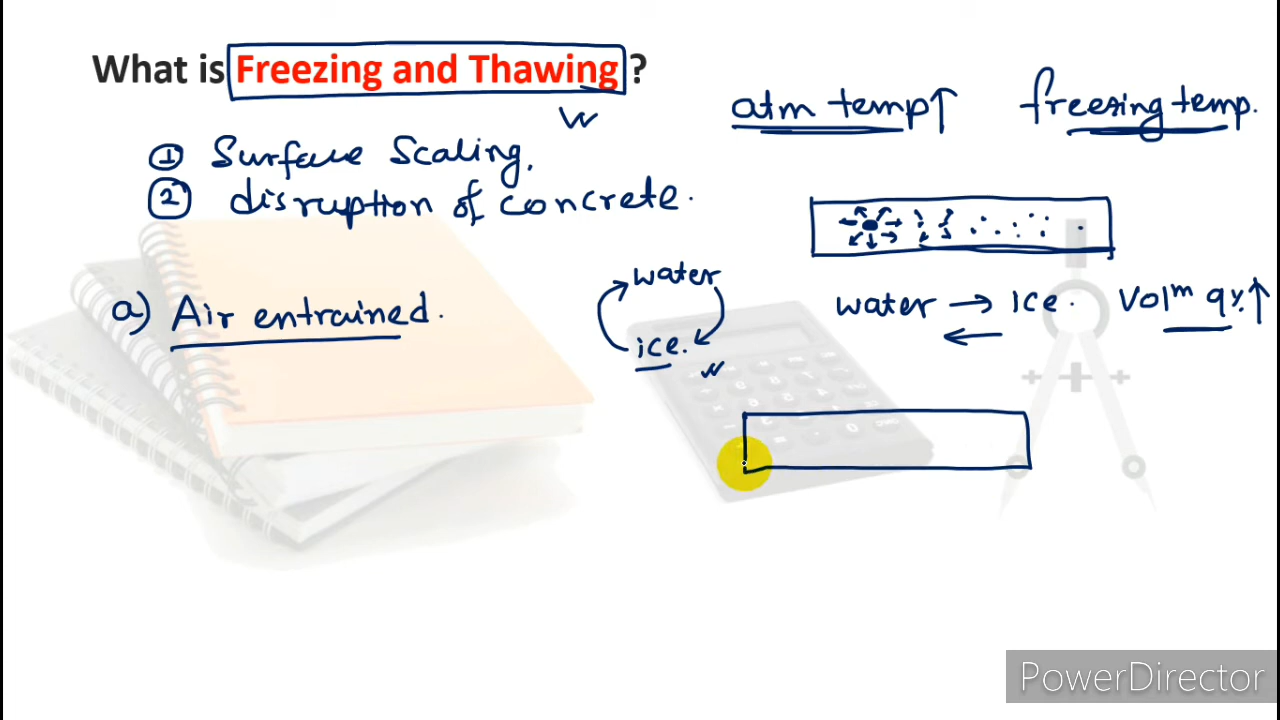 What is Freezing and Thawing ?
atm temp↑
freezing temp.
① Surface Scaling.
② disruption of concrete.
a) Air entrained.
water
ice.
water → Ice. Volm 9%↑
←
PowerDirector